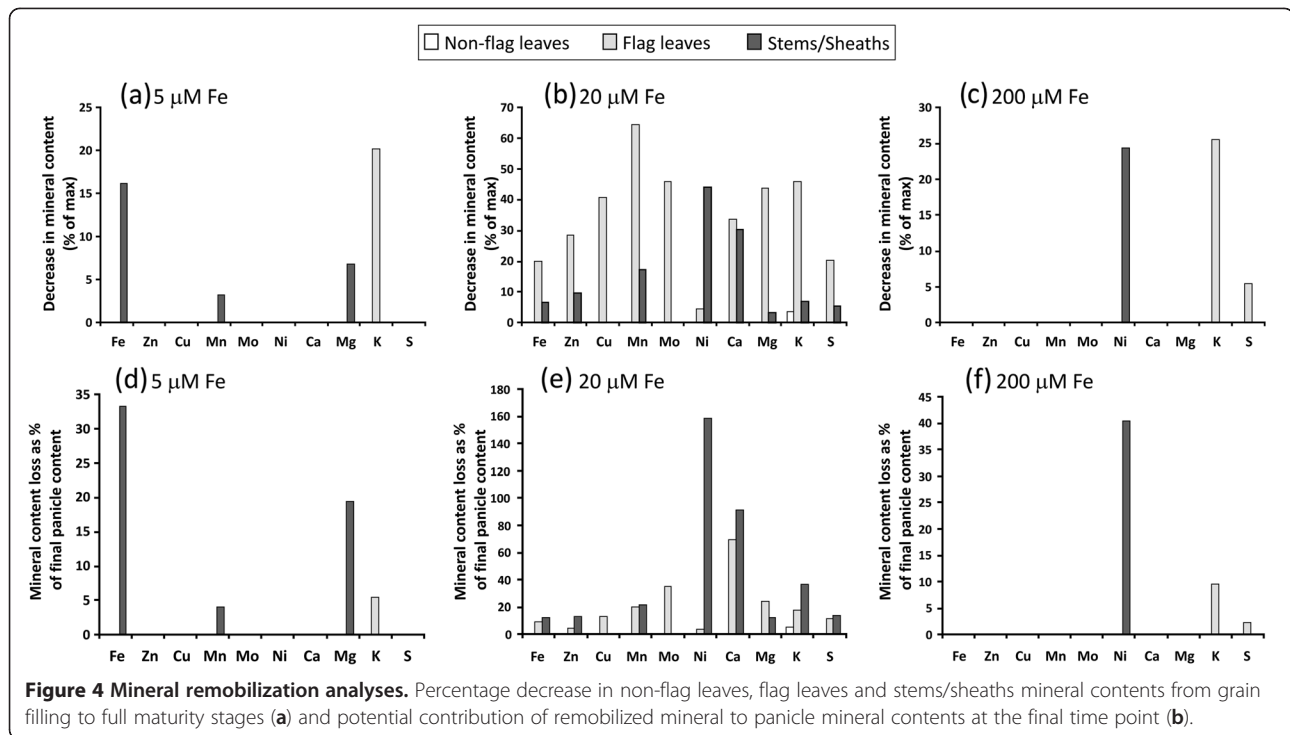 Non-flag leaves Flag leaves Stems/Sheaths
(a) 5 μM Fe
Decrease in mineral content
(% of max)
25
20
15
10
5
0
Fe Zn Cu Mn Mo Ni Ca Mg K S
(b) 20 μM Fe
Decrease in mineral content
(% of max)
70
60
50
40
30
20
10
0
Fe Zn Cu Mn Mo Ni Ca Mg K S
(c) 200 μM Fe
Decrease in mineral content
(% of max)
30
25
20
15
10
5
0
Fe Zn Cu Mn Mo Ni Ca Mg K S
(d) 5 μM Fe
Mineral content loss as %
of final panicle content
35
30
25
20
15
10
5
0
Fe Zn Cu Mn Mo Ni Ca Mg K S
(e) 20 μM Fe
Mineral content loss as %
of final panicle content
180
160
140
120
100
80
60
40
20
0
Fe Zn Cu Mn Mo Ni Ca Mg K S
(f) 200 μM Fe
Mineral content loss as %
of final panicle content
45
40
35
30
25
20
15
10
5
0
Fe Zn Cu Mn Mo Ni Ca Mg K S
Figure 4 Mineral remobilization analyses. Percentage decrease in non-flag leaves, flag leaves and stems/sheaths mineral contents from grain
filling to full maturity stages (a) and potential contribution of remobilized mineral to panicle mineral contents at the final time point (b).